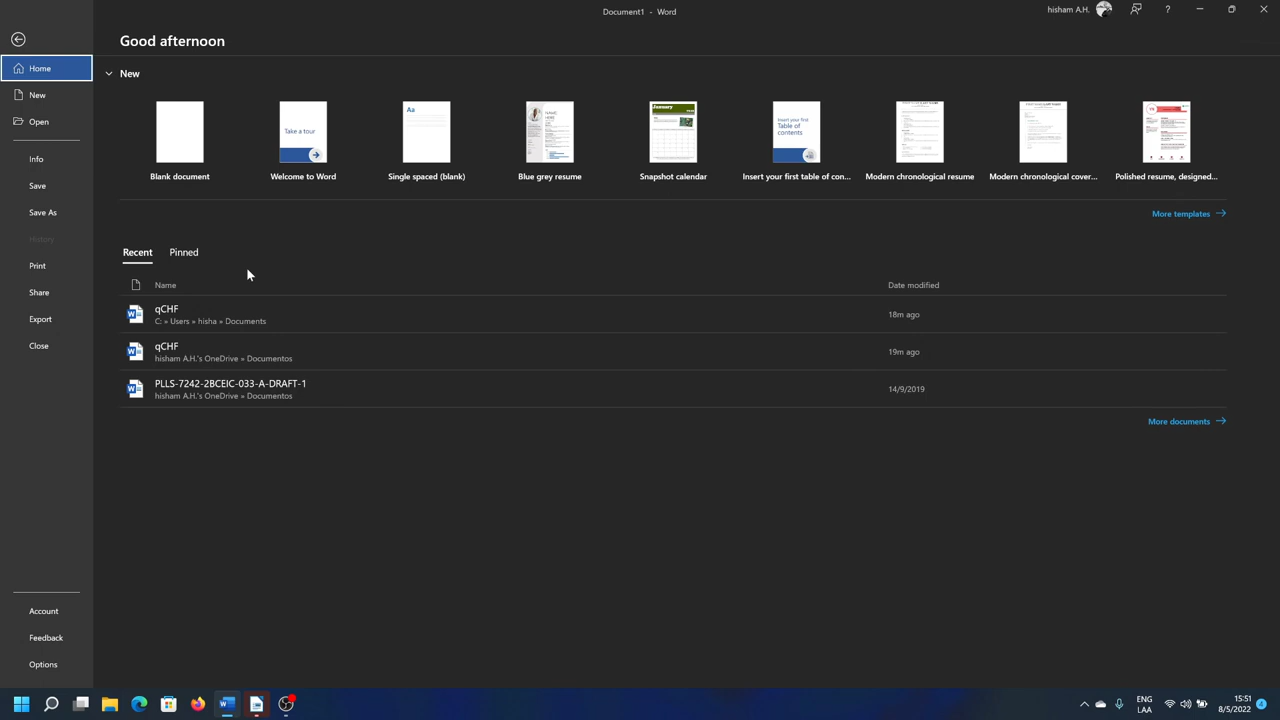 Document1 - Word
hisham A.H.
?
Good afternoon
Home
New
Open
Info
Save
Save As
History
Print
Share
Export
Close
Account
Feedback
Options
New
Aa
Take a tour
January
Insert your first
Table of
contents
Blank document
Welcome to Word
Single spaced (blank)
Blue grey resume
Snapshot calendar
Insert your first table of con...
Modern chronological resume
Modern chronological cover...
Polished resume, designed...
More templates
Recent
Pinned
Name
Date modified
qCHF
C: » Users » hisha » Documents
18m ago
qCHF
hisham A.H.'s OneDrive » Documentos
19m ago
PLLS-7242-2BCEIC-033-A-DRAFT-1
hisham A.H.'s OneDrive » Documentos
14/9/2019
More documents
ENG
LAA
15:51
8/5/2022